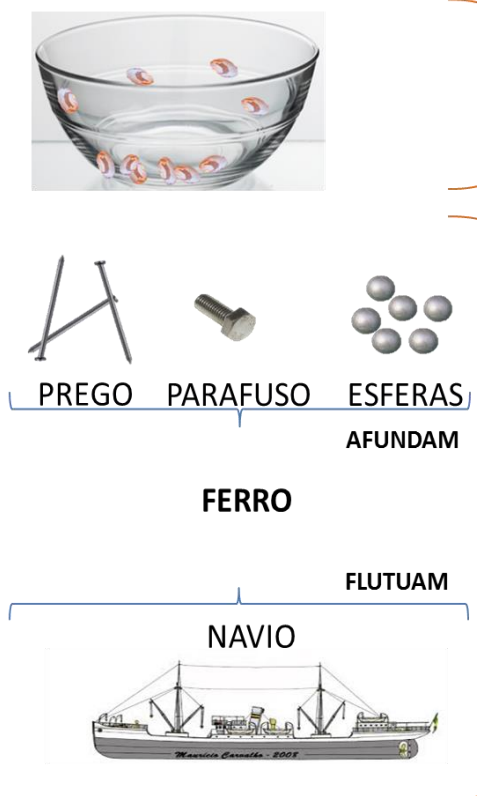 PREGO PARAFUSO ESFERAS
AFUNDAM
FERRO
FLUTUAM
NAVIO
Mauricio Carvalho - 2008